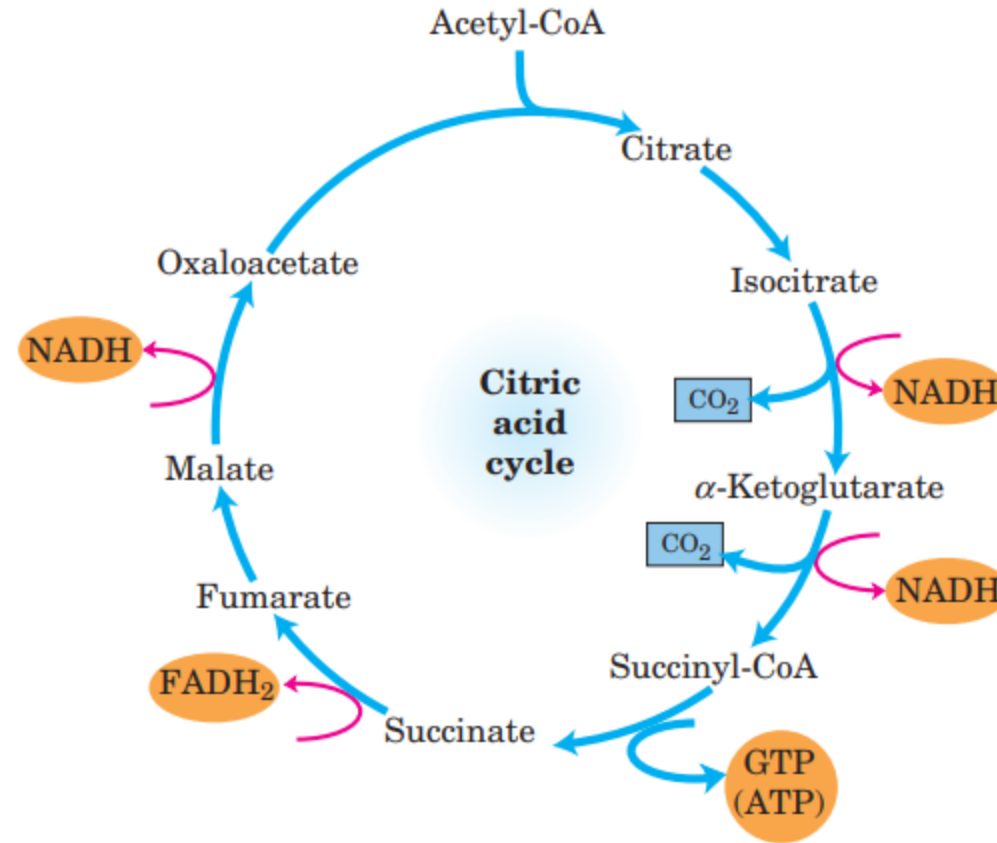 Acetyl-CoA
Citrate
Oxaloacetate
Isocitrate
NADH
Citric
acid
cycle
CO₂
NADH
Malate
α-Ketoglutarate
CO₂
NADH
Fumarate
Succinyl-CoA
FADH₂
Succinate
GTP
(ATP)